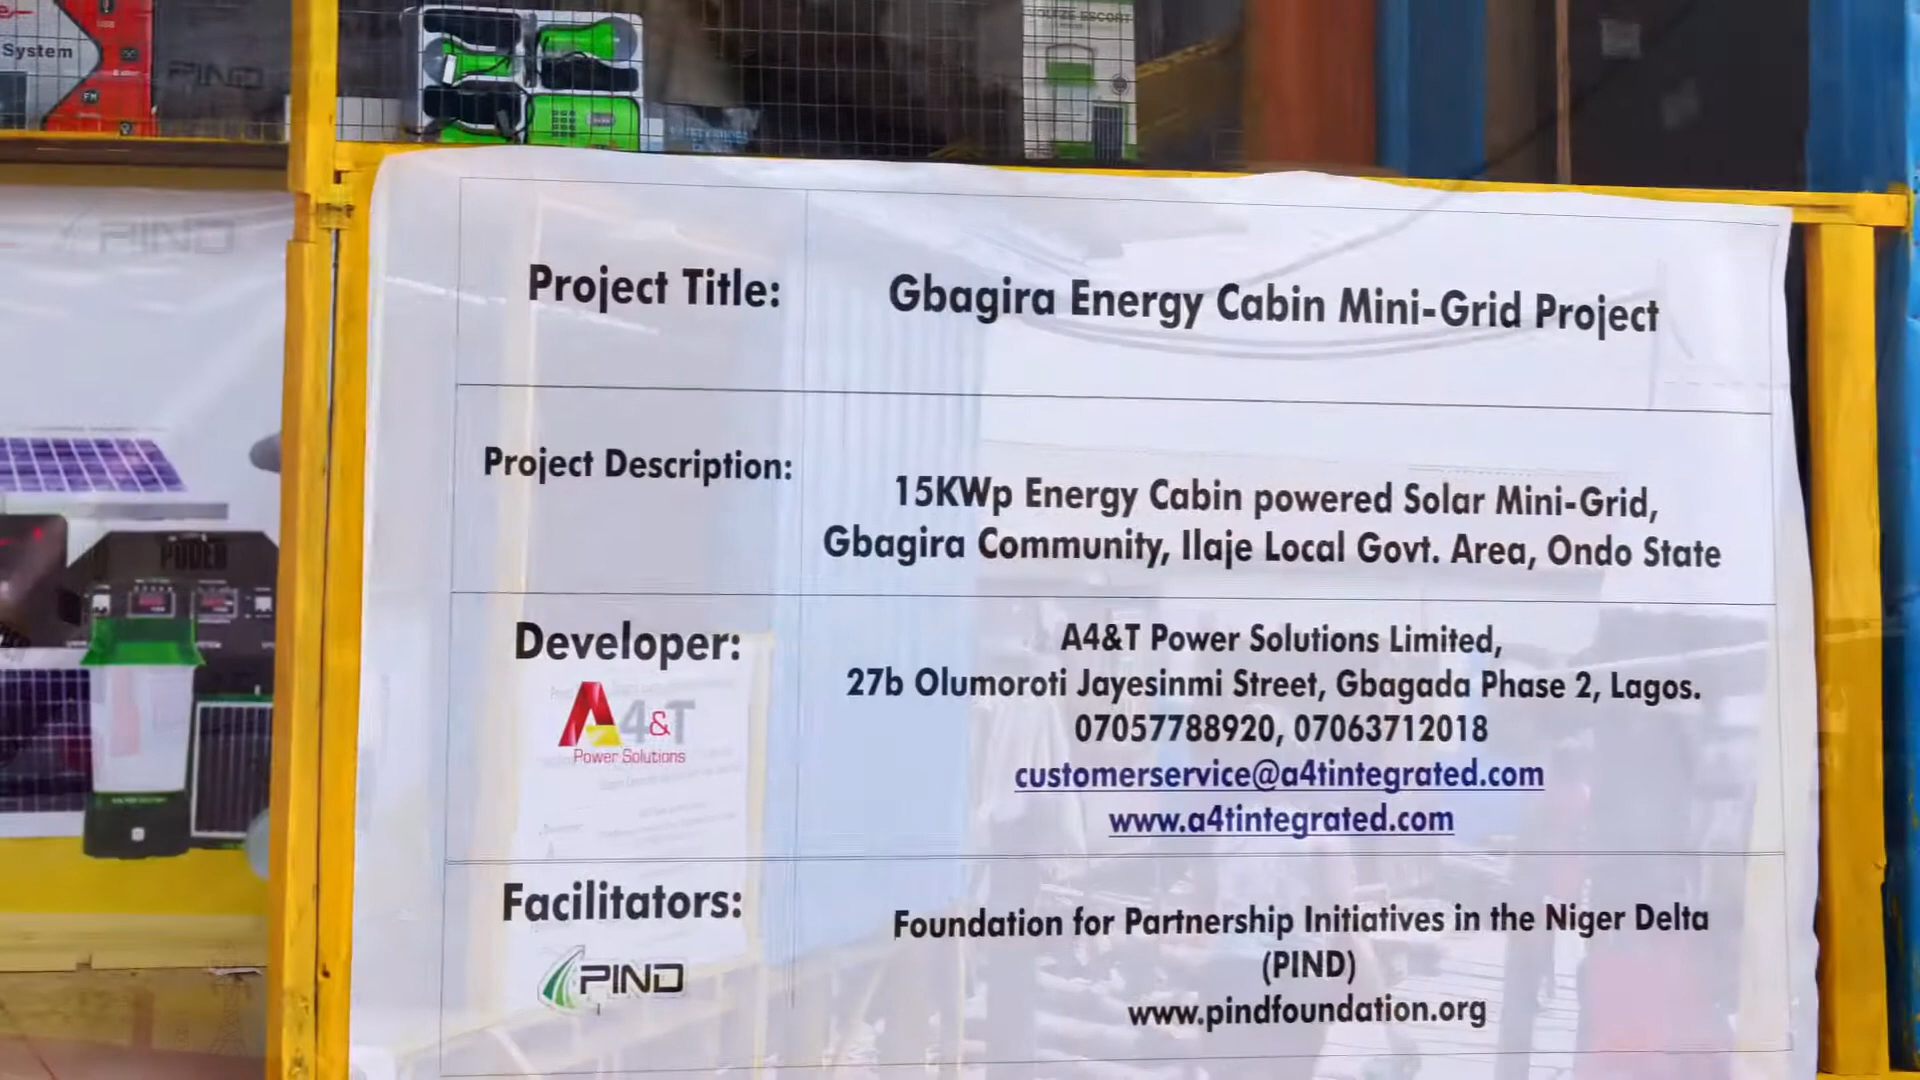 System
PIND
PIND
Project Title:
Gbagira Energy Cabin Mini-Grid Project
Project Description:
15KWp Energy Cabin powered Solar Mini-Grid,
Gbagira Community, Ilaje Local Govt. Area, Ondo State
Developer:
A4&T
Power Solutions
A4&T Power Solutions Limited,
27b Olumoroti Jayesinmi Street, Gbagada Phase 2, Lagos.
07057788920, 07063712018
customerservice@a4tintegrated.com
www.a4tintegrated.com
Facilitators:
PIND
Foundation for Partnership Initiatives in the Niger Delta
(PIND)
www.pindfoundation.org